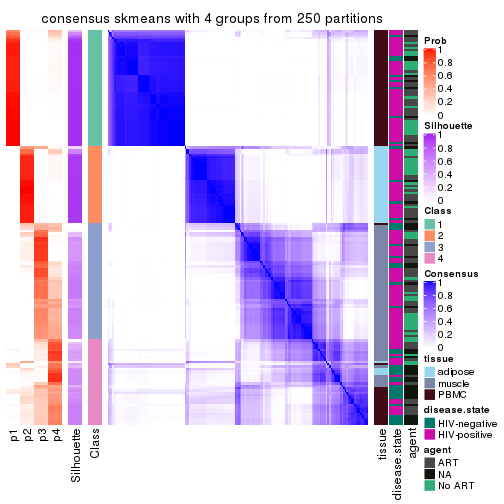 consensus skmeans with 4 groups from 250 partitions
p1
p2
p3
p4
Silhouette
Class
tissue
disease.state
agent
Prob
1
0.8
0.6
0.4
0.2
0
Silhouette
1
0.8
0.6
0.4
0.2
0
Class
1
2
3
4
Consensus
1
0.8
0.6
0.4
0.2
0
tissue
adipose
muscle
PBMC
disease.state
HIV-negative
HIV-positive
agent
ART
NA
No ART